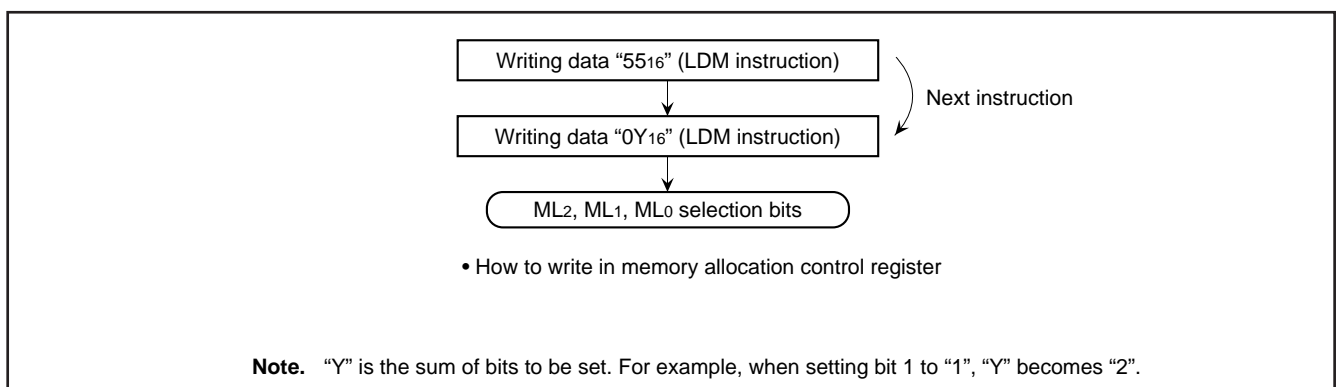 Writing data “5516” (LDM instruction)
Next instruction
Writing data “0Y16” (LDM instruction)
ML2, ML1, ML0 selection bits
• How to write in memory allocation control register
Note. “Y” is the sum of bits to be set. For example, when setting bit 1 to “1”, “Y” becomes “2”.